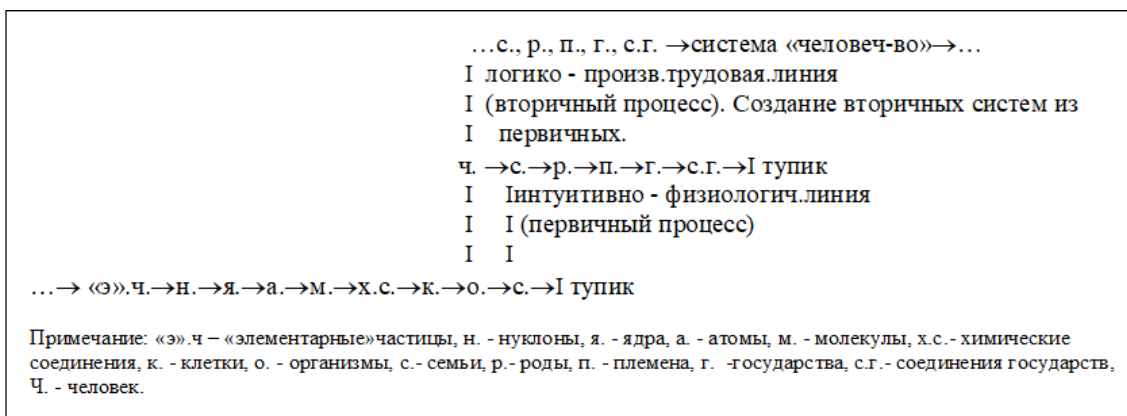 …с., р., п., г., с.г. →система «человеч-во»→…
I логико - произв.трудовая.линия
I (вторичный процесс). Создание вторичных систем из
I первичных.
ч. →с.→р.→п.→г.→с.г.→I тупик
I Iинтуитивно - физиологич.линия
I I (первичный процесс)
I I
…→ «э».ч.→н.→я.→а.→м.→х.с.→к.→о.→с.→I тупик
Примечание: «э».ч – «элементарные»частицы, н. - нуклоны, я. - ядра, а. - атомы, м. - молекулы, х.с.- химические
соединения, к. - клетки, о. - организмы, с.- семьи, р.- роды, п. - племена, г. -государства, с.г.- соединения государств,
Ч. - человек.